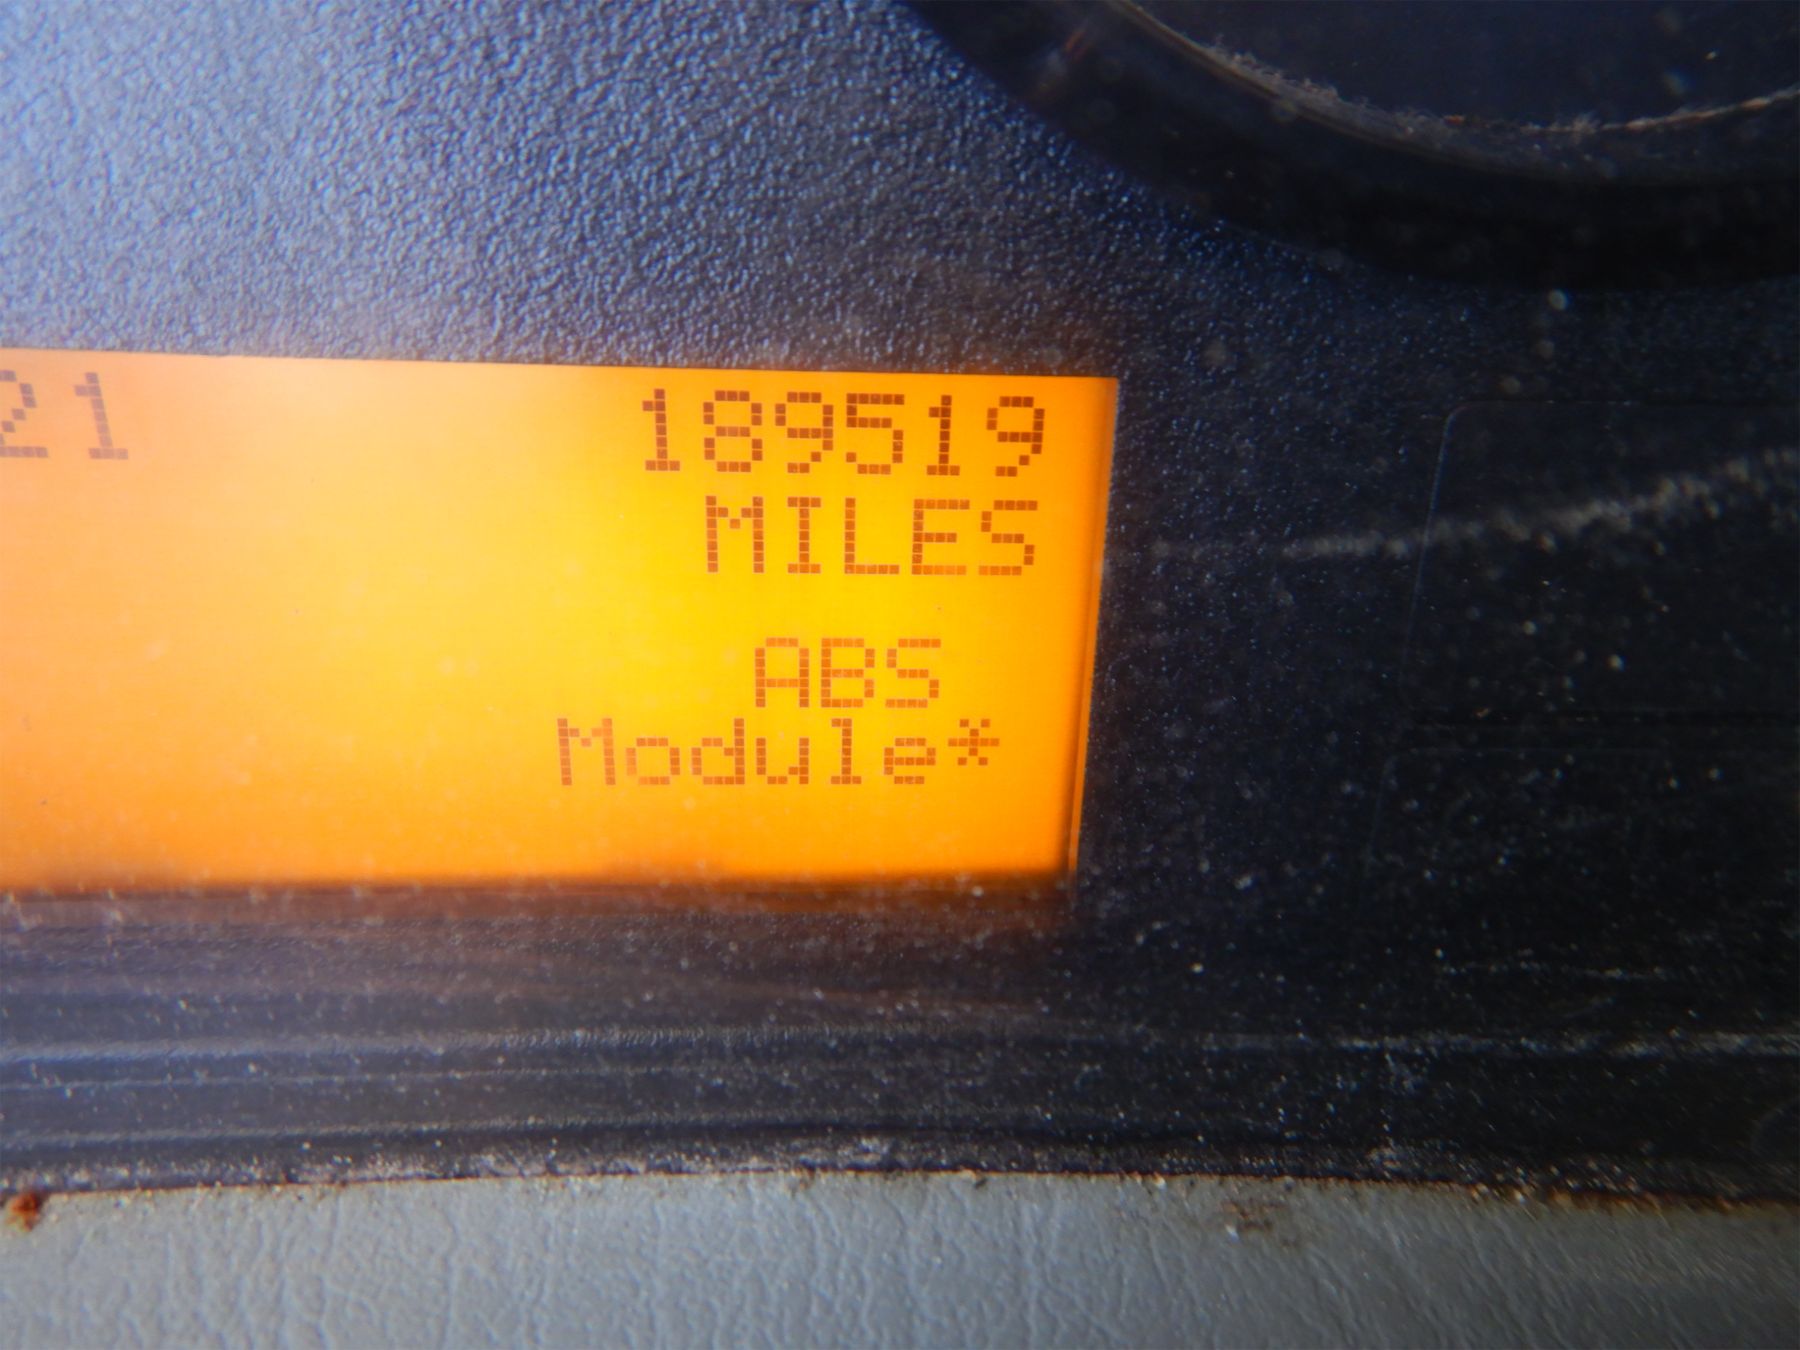 21 189519
MILES
ABS
Module*